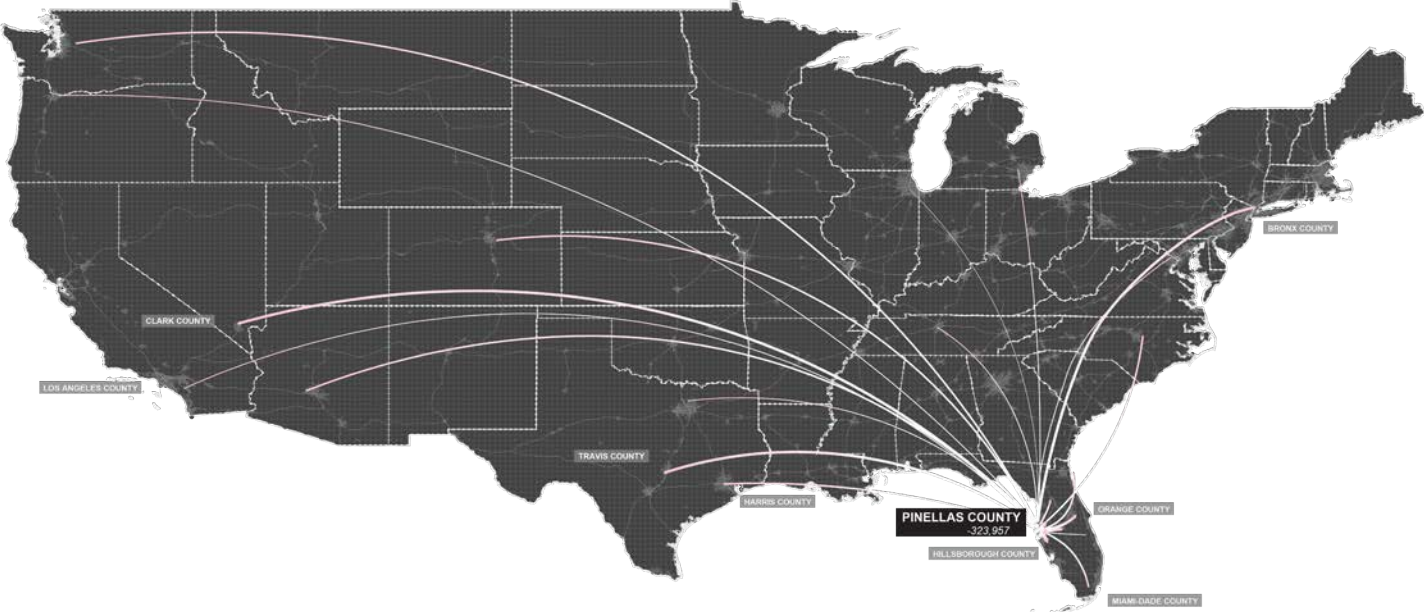 BRONX COUNTY
CLARK COUNTY
LOS ANGELES COUNTY
TRAVIS COUNTY
HARRIS COUNTY
ORANGE COUNTY
PINELLAS COUNTY
-323,957
HILLSBOROUGH COUNTY
MIAMI-DADE COUNTY